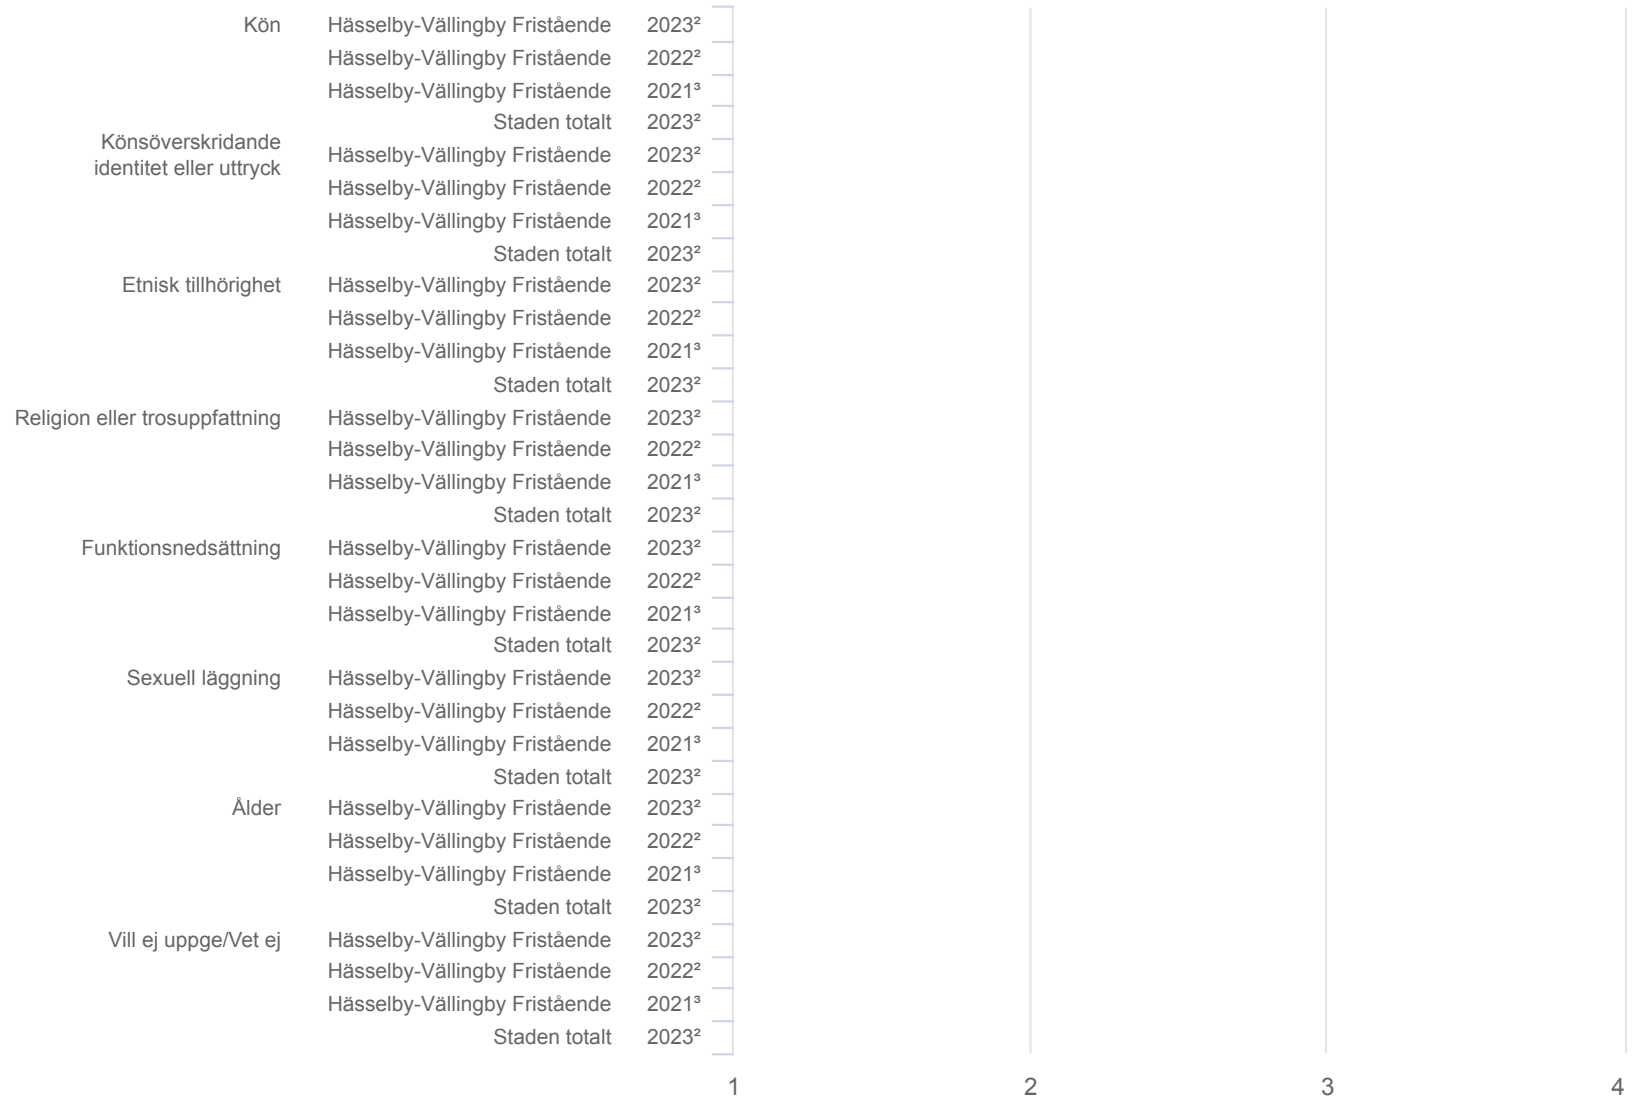 Kön Hässelby-Vällingby Fristående 2023²
Hässelby-Vällingby Fristående 2022²
Hässelby-Vällingby Fristående 2021³
Staden totalt 2023²
Könsöverskridande
identitet eller uttryck
Hässelby-Vällingby Fristående 2023²
Hässelby-Vällingby Fristående 2022²
Hässelby-Vällingby Fristående 2021³
Staden totalt 2023²
Etnisk tillhörighet Hässelby-Vällingby Fristående 2023²
Hässelby-Vällingby Fristående 2022²
Hässelby-Vällingby Fristående 2021³
Staden totalt 2023²
Religion eller trosuppfattning Hässelby-Vällingby Fristående 2023²
Hässelby-Vällingby Fristående 2022²
Hässelby-Vällingby Fristående 2021³
Staden totalt 2023²
Funktionsnedsättning Hässelby-Vällingby Fristående 2023²
Hässelby-Vällingby Fristående 2022²
Hässelby-Vällingby Fristående 2021³
Staden totalt 2023²
Sexuell läggning Hässelby-Vällingby Fristående 2023²
Hässelby-Vällingby Fristående 2022²
Hässelby-Vällingby Fristående 2021³
Staden totalt 2023²
Ålder Hässelby-Vällingby Fristående 2023²
Hässelby-Vällingby Fristående 2022²
Hässelby-Vällingby Fristående 2021³
Staden totalt 2023²
Vill ej uppge/Vet ej Hässelby-Vällingby Fristående 2023²
Hässelby-Vällingby Fristående 2022²
Hässelby-Vällingby Fristående 2021³
Staden totalt 2023²
1 2 3 4